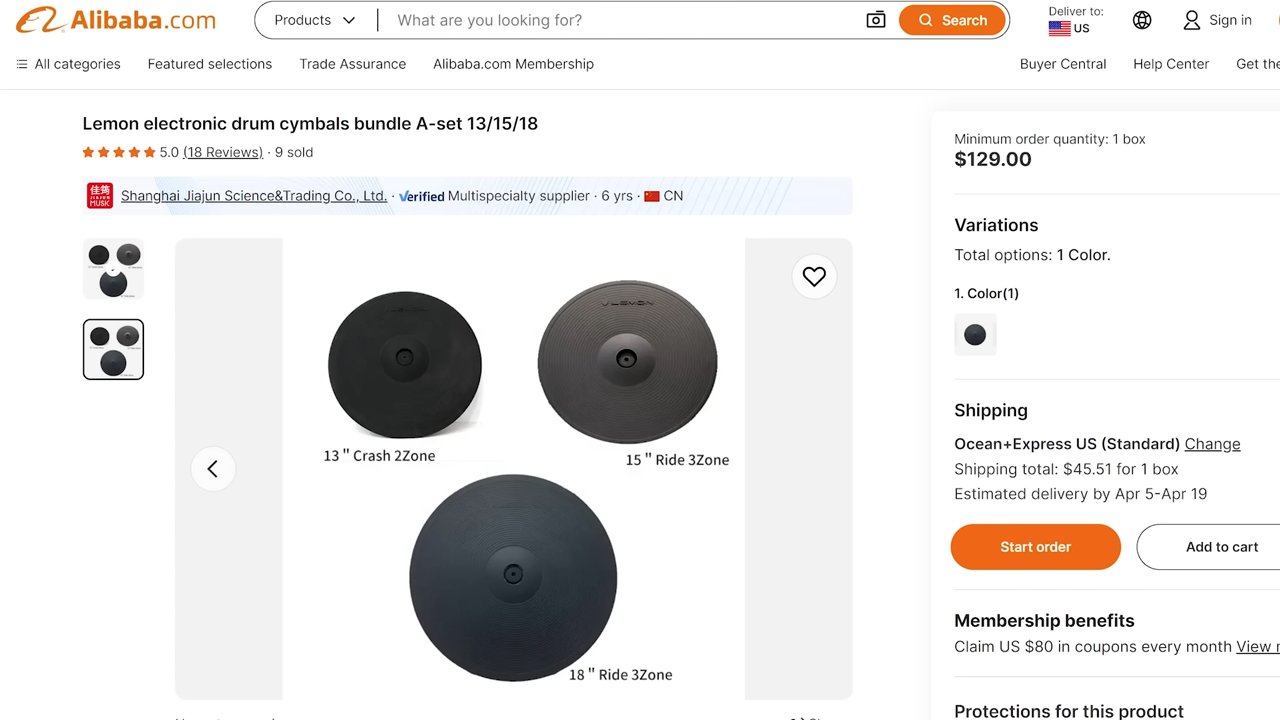 Alibaba.com
Products
What are you looking for?
Search
Deliver to:
US
Sign in
All categories
Featured selections
Trade Assurance
Alibaba.com Membership
Buyer Central
Help Center
Get the
Lemon electronic drum cymbals bundle A-set 13/15/18
5.0 (18 Reviews) · 9 sold
佳筠
JIAJUN
MUSK
Shanghai Jiajun Science&Trading Co., Ltd. · Verified Multispecialty supplier · 6 yrs · CN
LEMON
13 " Crash 2Zone
15 " Ride 3Zone
18 " Ride 3Zone
Minimum order quantity: 1 box
$129.00
Variations
Total options: 1 Color.
1. Color(1)
Shipping
Ocean+Express US (Standard) Change
Shipping total: $45.51 for 1 box
Estimated delivery by Apr 5-Apr 19
Start order
Add to cart
Membership benefits
Claim US $80 in coupons every month View
Protections for this product